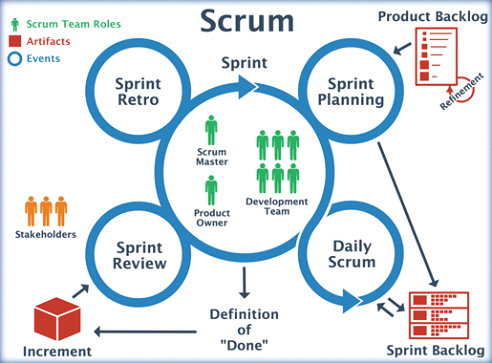 Scrum
Scrum Team Roles
Artifacts
Events
Product Backlog
Refinement
Sprint
Sprint
Retro
Sprint
Planning
Scrum
Master
Product
Owner
Development
Team
Stakeholders
Sprint
Review
Daily
Scrum
Definition
of
"Done"
Increment
Sprint Backlog